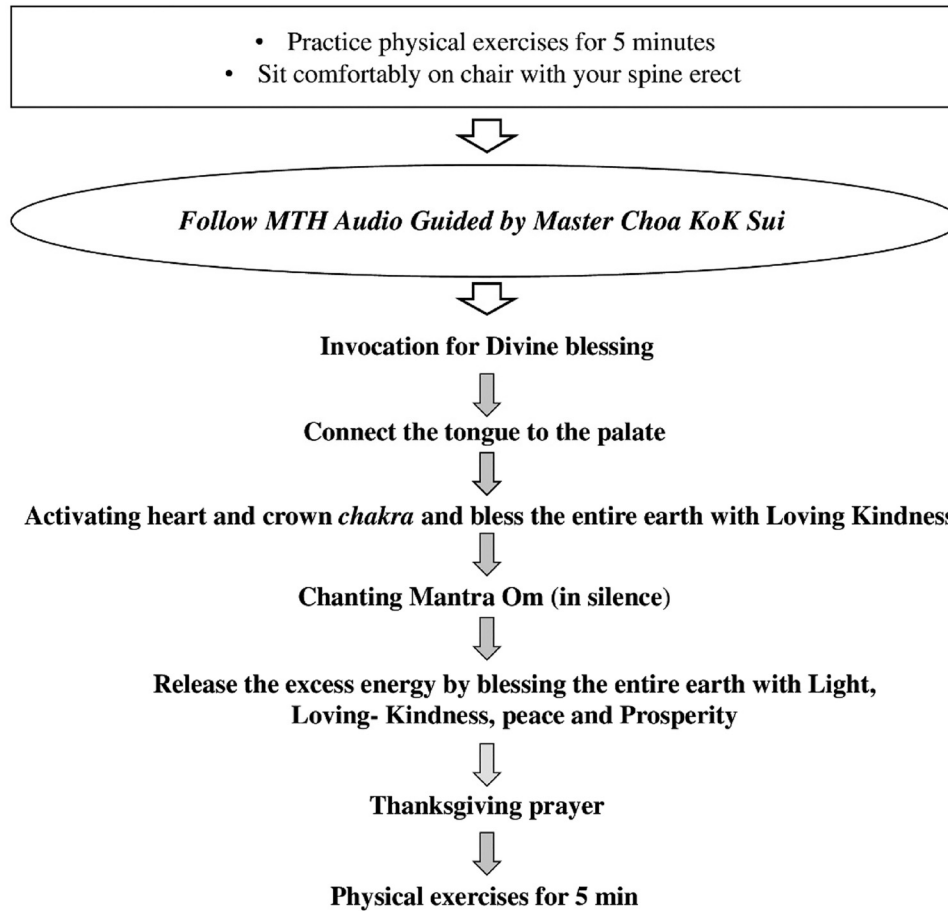 • Practice physical exercises for 5 minutes
• Sit comfortably on chair with your spine erect
Follow MTH Audio Guided by Master Choa KoK Sui
Invocation for Divine blessing
Connect the tongue to the palate
Activating heart and crown chakra and bless the entire earth with Loving Kindness
Chanting Mantra Om (in silence)
Release the excess energy by blessing the entire earth with Light,
Loving- Kindness, peace and Prosperity
Thanksgiving prayer
Physical exercises for 5 min